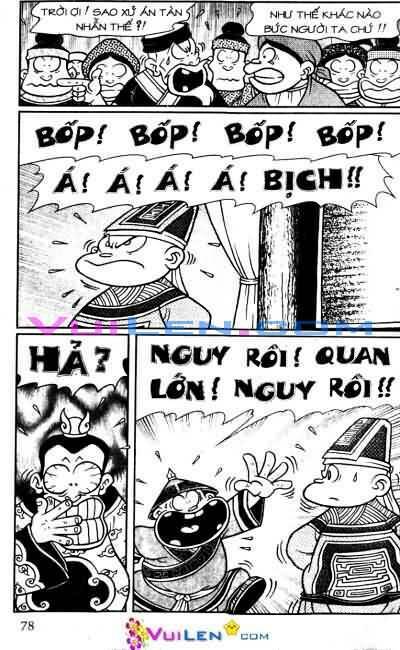 TRỜI ƠI! SAO XỬ ÁN TÀN
NHẪN THẾ?!
NHƯ THẾ KHÁC NÀO
BỨC NGƯỜI TA CHỨ!!
BỐP! BỐP! BỐP! BỐP!
Á! Á! Á! Á! BỊCH!!
VUILEN.COM
HẢ?
NGUY RỒI! QUAN
LỚN! NGUY RỒI!!
78
VUILEN.COM